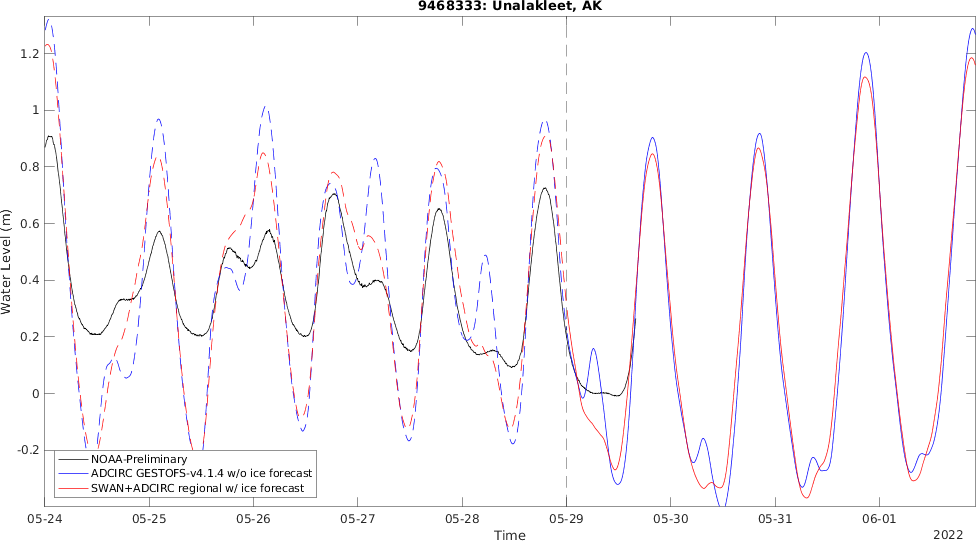 9468333: Unalakleet, AK
Water Level (m)
1.2
1
0.8
0.6
0.4
0.2
0
-0.2
NOAA-Preliminary
ADCIRC GESTOFS-v4.1.4 w/o ice forecast
SWAN+ADCIRC regional w/ ice forecast
05-24 05-25 05-26 05-27 05-28 05-29 05-30 05-31 06-01
Time
2022